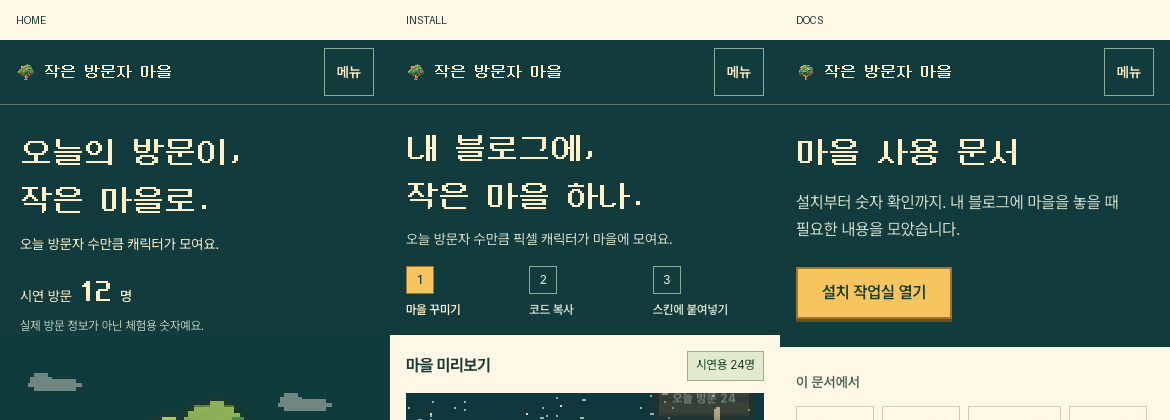 HOME
작은 방문자 마을
메뉴
오늘의 방문이,
작은 마을로.
오늘 방문자 수만큼 캐릭터가 모여요.
시연 방문 12 명
실제 방문 정보가 아닌 체험용 숫자예요.
INSTALL
작은 방문자 마을
메뉴
내 블로그에,
작은 마을 하나.
오늘 방문자 수만큼 픽셀 캐릭터가 마을에 모여요.
1
마을 꾸미기
2
코드 복사
3
스킨에 붙여넣기
마을 미리보기
시연용 24명
오늘 방문 24
DOCS
작은 방문자 마을
메뉴
마을 사용 문서
설치부터 숫자 확인까지. 내 블로그에 마을을 놓을 때
필요한 내용을 모았습니다.
설치 작업실 열기
이 문서에서